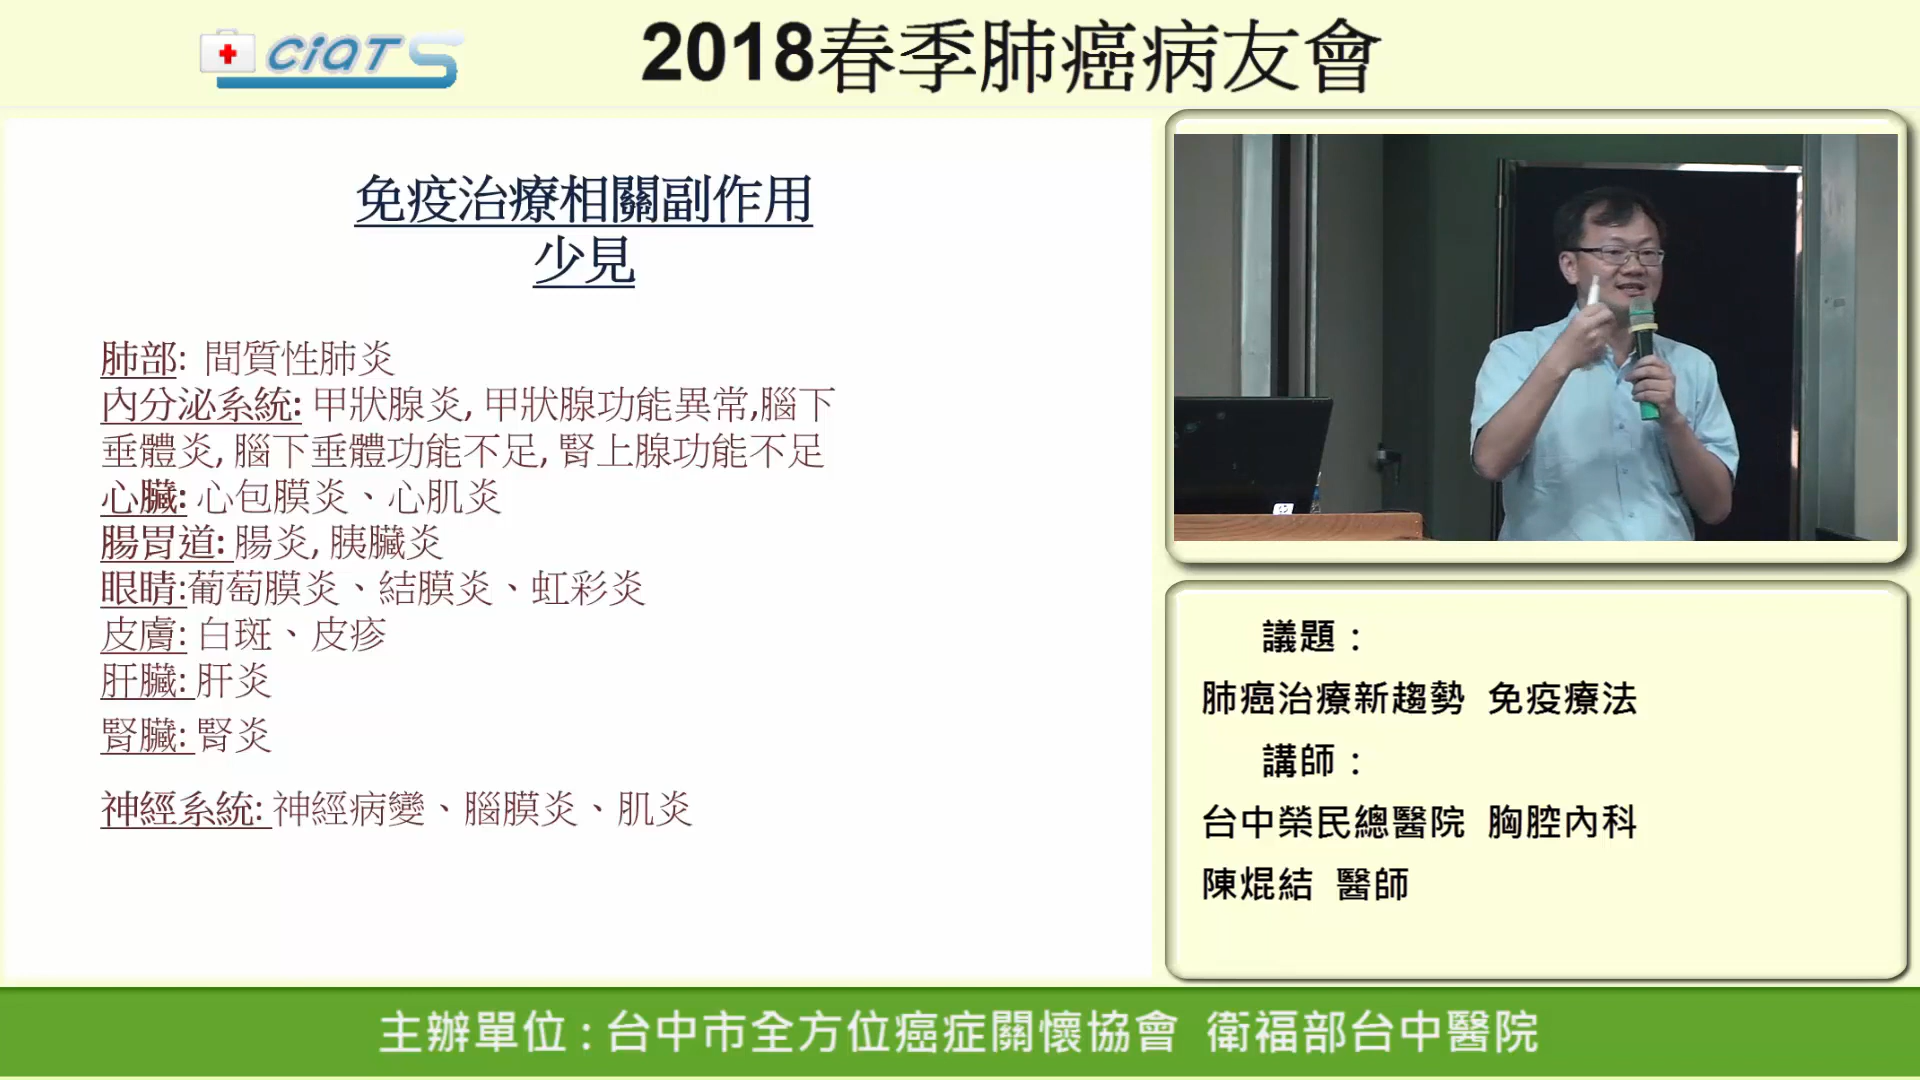 CiATS
2018春季肺癌病友會
免疫治療相關副作用
少見
肺部: 間質性肺炎
內分泌系統: 甲狀腺炎, 甲狀腺功能異常,腦下
垂體炎, 腦下垂體功能不足, 腎上腺功能不足
心臟: 心包膜炎、心肌炎
腸胃道: 腸炎, 胰臟炎
眼睛:葡萄膜炎、結膜炎、虹彩炎
皮膚: 白斑、皮疹
肝臟: 肝炎
腎臟: 腎炎
神經系統: 神經病變、腦膜炎、肌炎
議題：
肺癌治療新趨勢 免疫療法
講師：
台中榮民總醫院 胸腔內科
陳焜結 醫師
主辦單位 : 台中市全方位癌症關懷協會 衛福部台中醫院